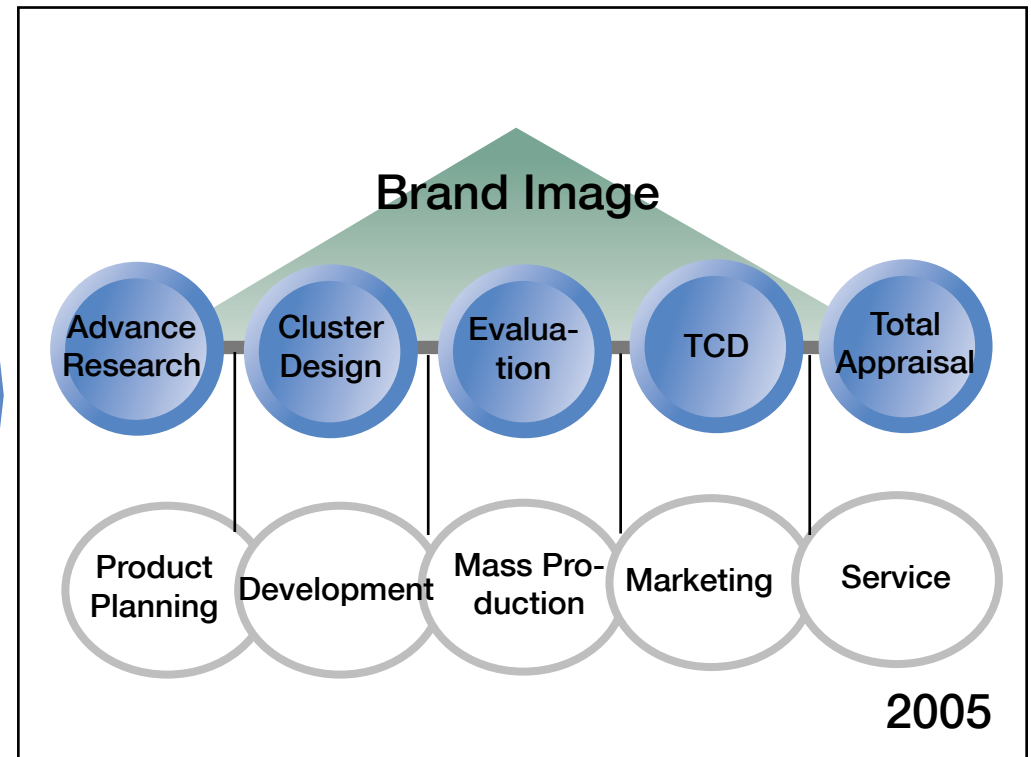 Brand Image
Advance
Research
Cluster
Design
Evalua-
tion
TCD
Total
Appraisal
Product
Planning
Development
Mass Pro-
duction
Marketing
Service
2005